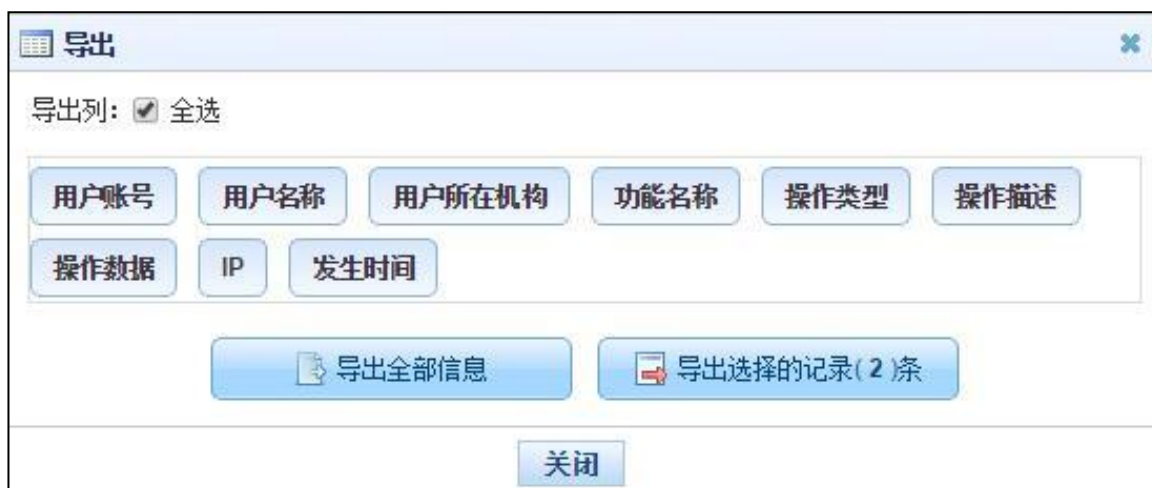 导出
导出列: 全选
用户账号 用户名称 用户所在机构 功能名称 操作类型 操作描述
操作数据 IP 发生时间
导出全部信息 导出选择的记录( 2 )条
关闭